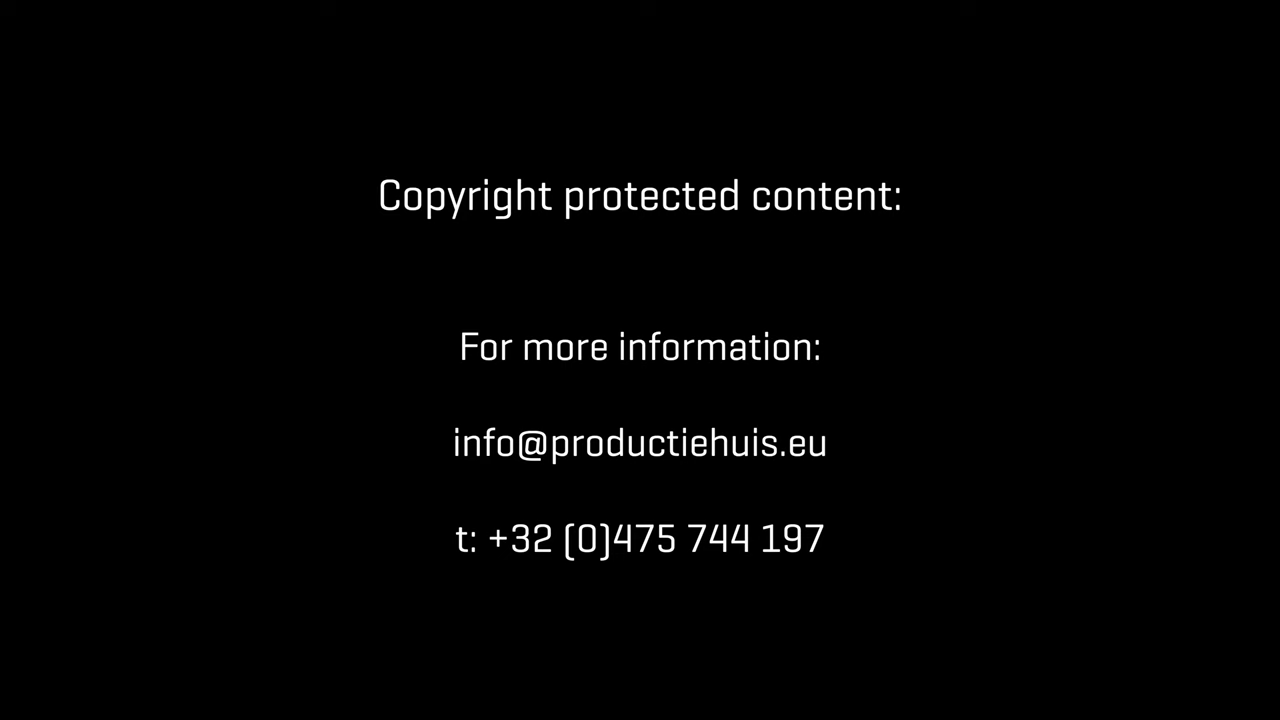 Copyright protected content:
For more information:
info@productiehuis.eu
t: +32 (0)475 744 197